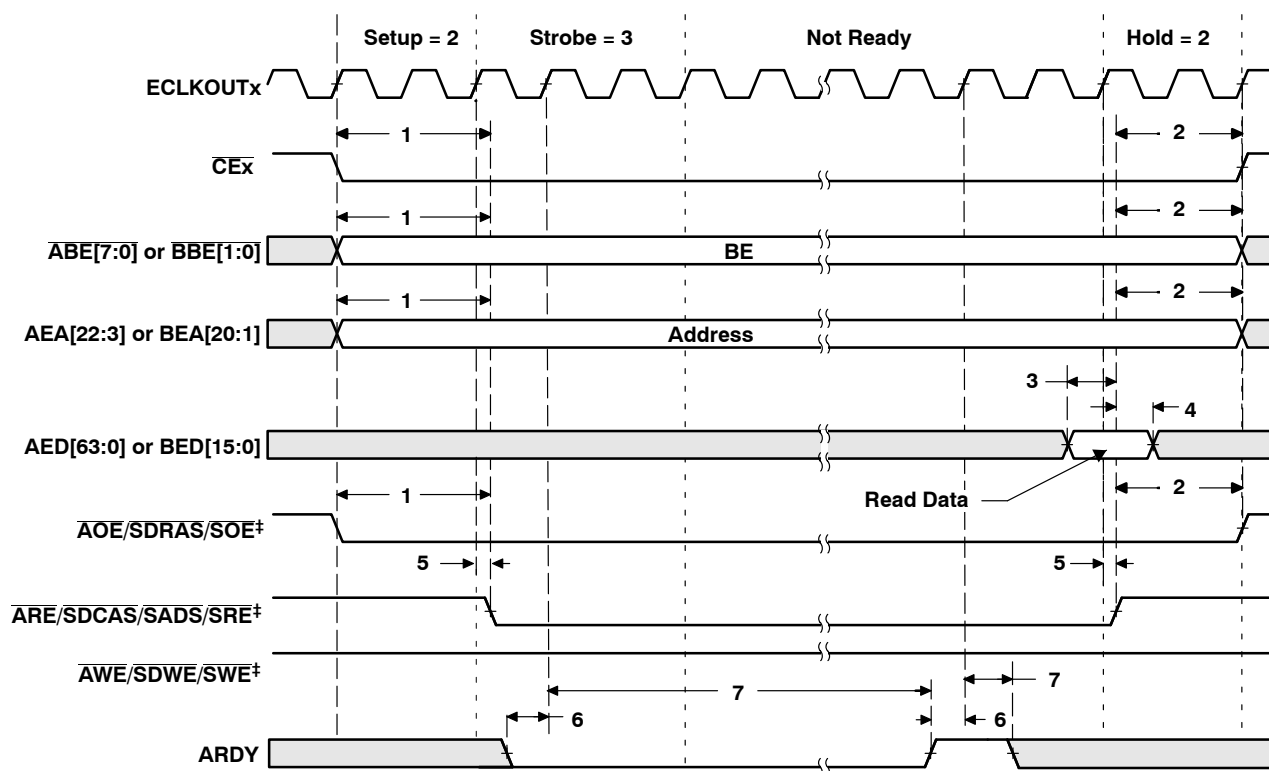 Setup = 2 Strobe = 3 Not Ready Hold = 2
ECLKOUTx
1 2
CEx
1 2
ABE[7:0] or BBE[1:0] BE
1 2
AEA[22:3] or BEA[20:1] Address
3
4
AED[63:0] or BED[15:0]
1 Read Data 2
AOE/SDRAS/SOE‡
5 5
ARE/SDCAS/SADS/SRE‡
AWE/SDWE/SWE‡
7 7
6 6
ARDY